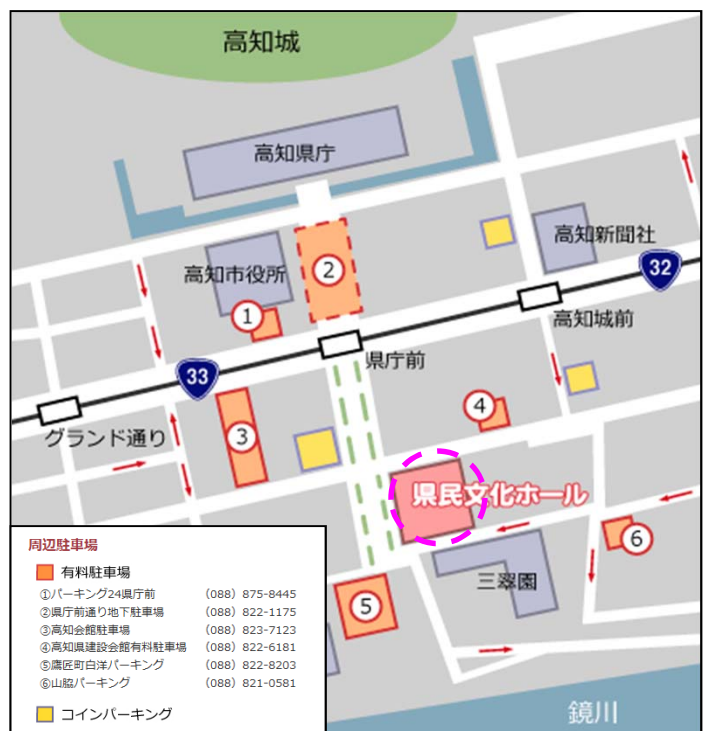 高知城
高知県庁
高知新聞社
高知市役所
②
32
①
高知城前
県庁前
33
グランド通り
④
③
県民文化ホール
⑥
三翠園
⑤
鏡川
周辺駐車場
有料駐車場
①パーキング24県庁前 (088) 875-8445
②県庁前通り地下駐車場 (088) 822-1175
③高知会館駐車場 (088) 823-7123
④高知県建設会館有料駐車場 (088) 822-6181
⑤鷹匠町白洋パーキング (088) 822-8203
⑥山脇パーキング (088) 821-0581
コインパーキング